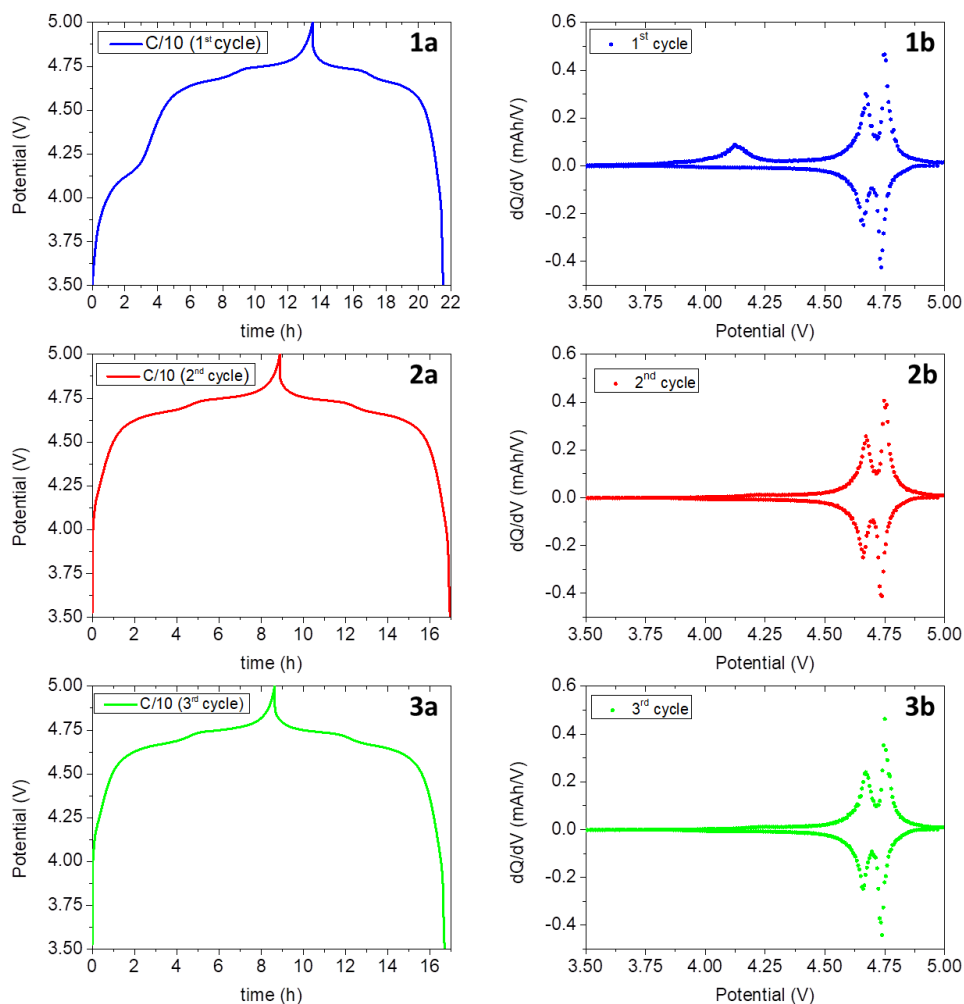 C/10 (1st cycle)
1a
5.00
4.75
4.50
4.25
4.00
3.75
3.50
Potential (V)
0 2 4 6 8 10 12 14 16 18 20 22
time (h)
1st cycle
1b
0.6
0.4
0.2
0.0
-0.2
-0.4
dQ/dV (mAh/V)
3.50 3.75 4.00 4.25 4.50 4.75 5.00
Potential (V)
C/10 (2nd cycle)
2a
5.00
4.75
4.50
4.25
4.00
3.75
3.50
Potential (V)
0 2 4 6 8 10 12 14 16
time (h)
2nd cycle
2b
0.6
0.4
0.2
0.0
-0.2
-0.4
dQ/dV (mAh/V)
3.50 3.75 4.00 4.25 4.50 4.75 5.00
Potential (V)
C/10 (3rd cycle)
3a
5.00
4.75
4.50
4.25
4.00
3.75
3.50
Potential (V)
0 2 4 6 8 10 12 14 16
time (h)
3rd cycle
3b
0.6
0.4
0.2
0.0
-0.2
-0.4
dQ/dV (mAh/V)
3.50 3.75 4.00 4.25 4.50 4.75 5.00
Potential (V)